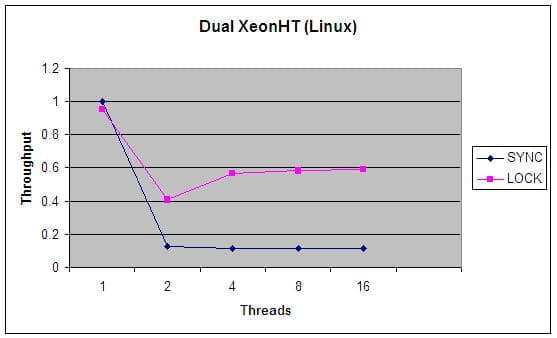 Dual XeonHT (Linux)
1.2
1
0.8
0.6
0.4
0.2
0
Throughput
1 2 4 8 16
Threads
SYNC
LOCK